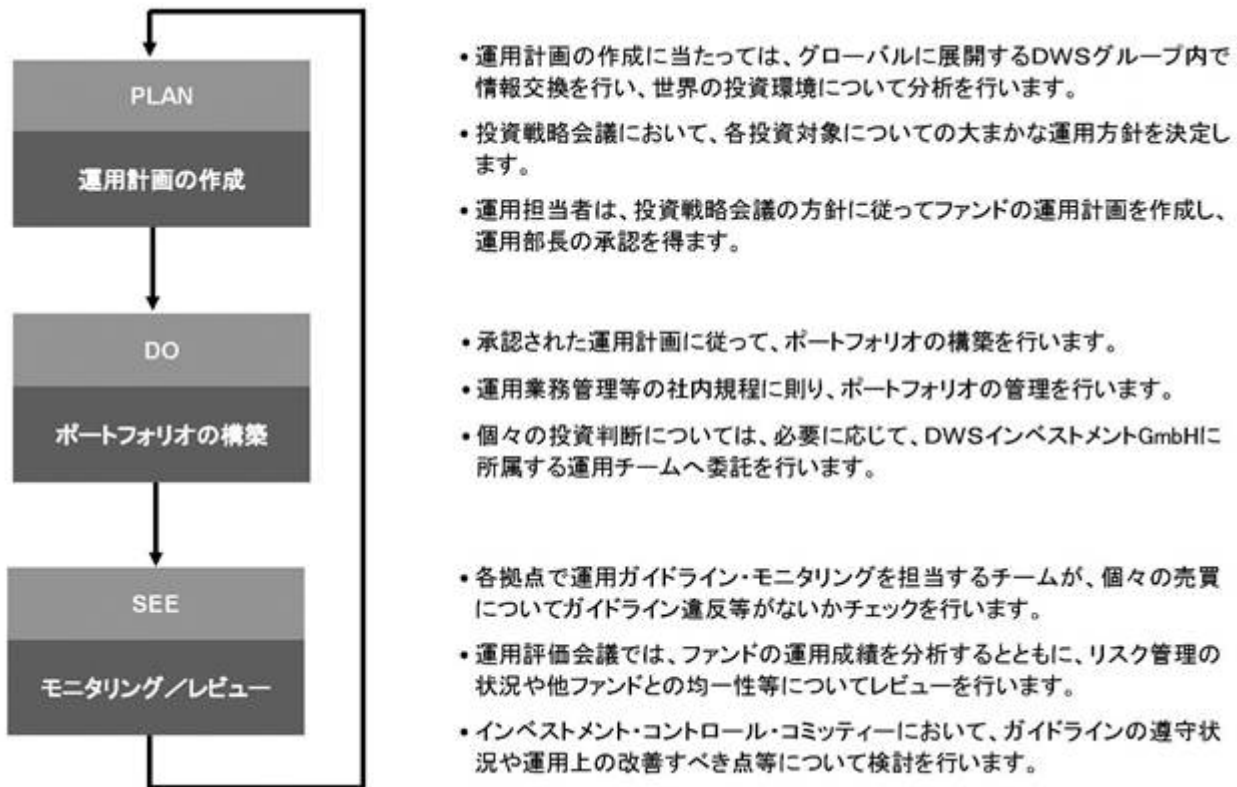 PLAN
運用計画の作成
• 運用計画の作成に当たっては、グローバルに展開するDWSグループ内で
情報交換を行い、世界の投資環境について分析を行います。
• 投資戦略会議において、各投資対象についての大まかな運用方針を決定し
ます。
• 運用担当者は、投資戦略会議の方針に従ってファンドの運用計画を作成し、
運用部長の承認を得ます。
DO
ポートフォリオの構築
• 承認された運用計画に従って、ポートフォリオの構築を行います。
• 運用業務管理等の社内規程に則り、ポートフォリオの管理を行います。
• 個々の投資判断については、必要に応じて、DWSインベストメントGmbHに
所属する運用チームへ委託を行います。
SEE
モニタリング/レビュー
• 各拠点で運用ガイドライン・モニタリングを担当するチームが、個々の売買
についてガイドライン違反等がないかチェックを行います。
• 運用評価会議では、ファンドの運用成績を分析するとともに、リスク管理の
状況や他ファンドとの均一性等についてレビューを行います。
• インベストメント・コントロール・コミッティーにおいて、ガイドラインの遵守状
況や運用上の改善すべき点等について検討を行います。